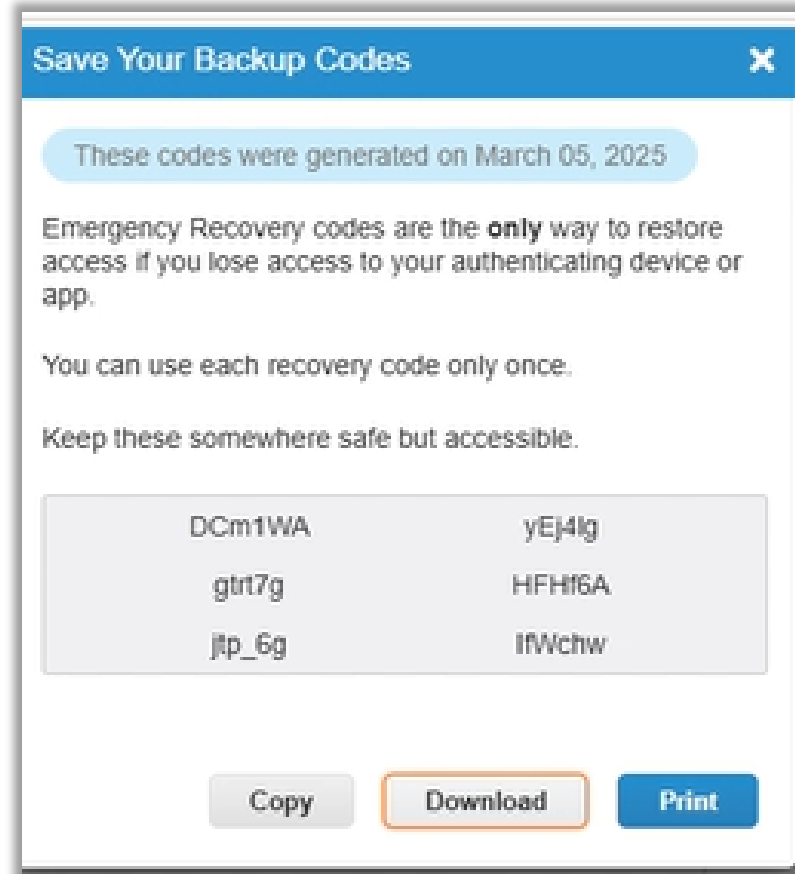 Save Your Backup Codes
These codes were generated on March 05, 2025
Emergency Recovery codes are the only way to restore
access if you lose access to your authenticating device or
app.
You can use each recovery code only once.
Keep these somewhere safe but accessible.
DCm1WA yEj4lg
gtrt7g HFHf6A
jtp_6g IfWchw
Copy Download Print